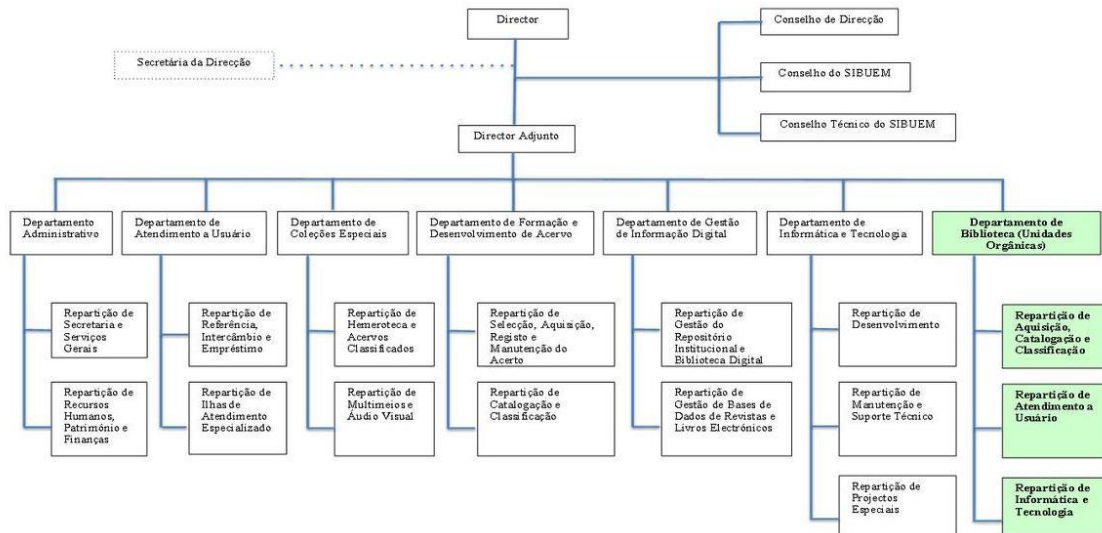 Director
Conselho de Direcção
Secretária da Direcção
Conselho do SIBUEM
Conselho Técnico do SIBUEM
Director Adjunto
Departamento
Administrativo
Departamento de
Atendimento a Usuário
Departamento de
Coleções Especiais
Departamento de Formação e
Desenvolvimento de Acervo
Departamento de Gestão
de Informação Digital
Departamento de
Informática e Tecnologia
Departamento de
Biblioteca (Unidades
Orgânicas)
Repartição de
Secretaria e
Serviços
Gerais
Repartição de
Referência,
Intercâmbio e
Empréstimo
Repartição de
Hemeroteca e
Acervos
Classificados
Repartição de
Selecção, Aquisição,
Registo e
Manutenção do
Acerto
Repartição de
Gestão do
Repositório
Institucional e
Biblioteca Digital
Repartição de
Desenvolvimento
Repartição de
Aquisição,
Catalogação e
Classificação
Repartição de
Recursos
Humanos,
Património e
Finanças
Repartição de
Ilhas de
Atendimento
Especializado
Repartição de
Multimeios e
Áudio Visual
Repartição de
Catalogação e
Classificação
Repartição de
Gestão de Bases de
Dados de Revistas e
Livros Electrónicos
Repartição de
Manutenção e
Suporte Técnico
Repartição de
Atendimento a
Usuário
Repartição de
Projectos
Especiais
Repartição de
Informática e
Tecnologia